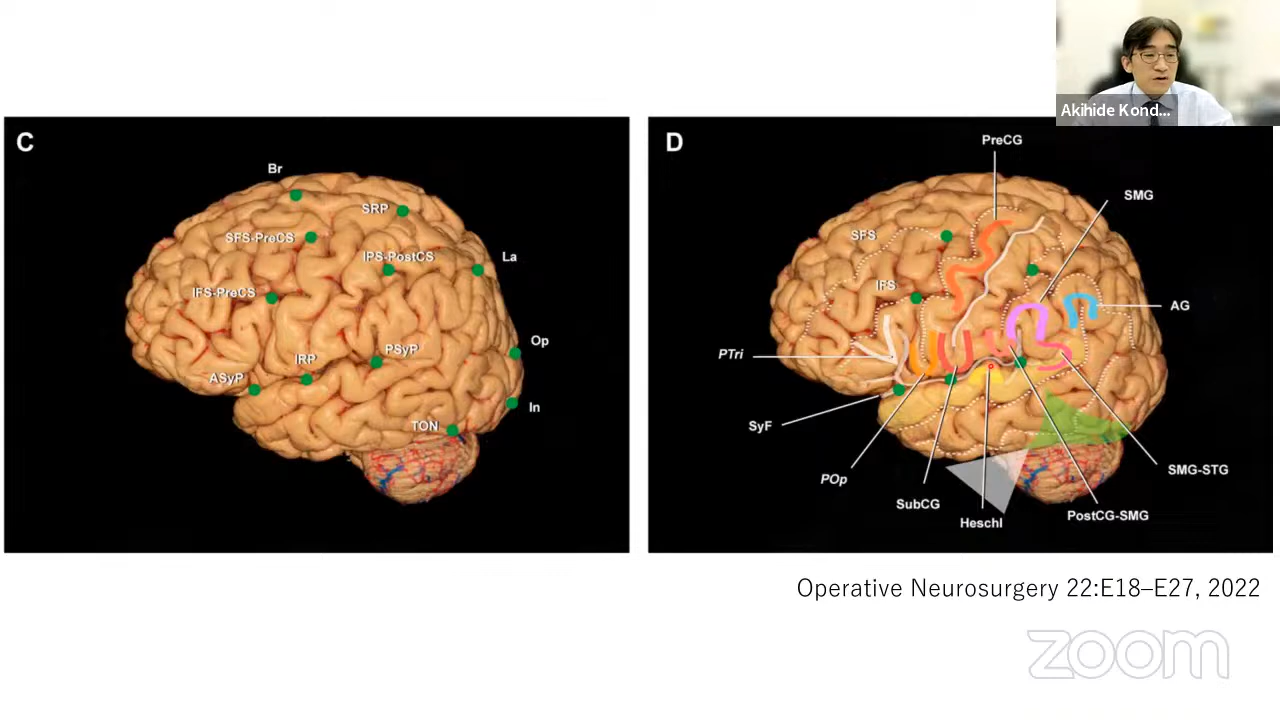 Akihide Kond...
C
Br
SRP
SFS-PreCS
IPS-PostCS
La
IFS-PreCS
Op
IRP
PSyP
ASyP
In
TON
D
PreCG
SMG
SFS
IFS
AG
PTri
SyF
SMG-STG
POp
SubCG
PostCG-SMG
Heschl
Operative Neurosurgery 22:E18–E27, 2022
zoom